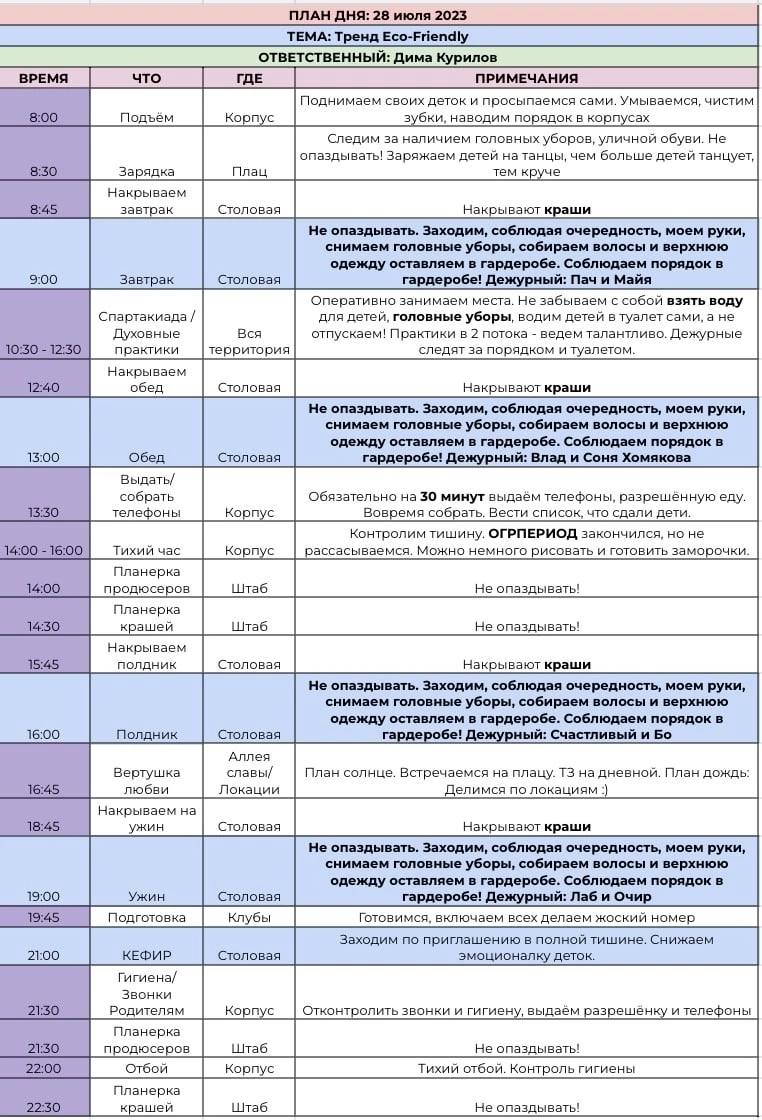 ПЛАН ДНЯ: 28 июля 2023
ТЕМА: Тренд Eco-Friendly
ОТВЕТСТВЕННЫЙ: Дима Курилов
ВРЕМЯ ЧТО ГДЕ ПРИМЕЧАНИЯ
8:00 Подъём Корпус Поднимаем своих деток и просыпаемся сами. Умываемся, чистим
зубки, наводим порядок в корпусах
8:30 Зарядка Плац Следим за наличием головных уборов, уличной обуви. Не
опаздывать! Заряжаем детей на танцы, чем больше детей танцует,
тем круче
8:45 Накрываем
завтрак Столовая Накрывают краши
9:00 Завтрак Столовая Не опаздывать. Заходим, соблюдая очередность, моем руки,
снимаем головные уборы, собираем волосы и верхнюю
одежду оставляем в гардеробе. Соблюдаем порядок в
гардеробе! Дежурный: Пач и Майя
10:30 - 12:30 Спартакиада /
Духовные
практики Вся
территория Оперативно занимаем места. Не забываем с собой взять воду
для детей, головные уборы, водим детей в туалет сами, а не
отпускаем! Практики в 2 потока - ведем талантливо. Дежурные
следят за порядком и туалетом.
12:40 Накрываем
обед Столовая Накрывают краши
13:00 Обед Столовая Не опаздывать. Заходим, соблюдая очередность, моем руки,
снимаем головные уборы, собираем волосы и верхнюю
одежду оставляем в гардеробе. Соблюдаем порядок в
гардеробе! Дежурный: Влад и Соня Хомякова
13:30 Выдать/
собрать
телефоны Корпус Обязательно на 30 минут выдаём телефоны, разрешённую еду.
Вовремя собрать. Вести список, что сдали дети.
14:00 - 16:00 Тихий час Корпус Контролим тишину. ОГРПЕРИОД закончился, но не
рассасываемся. Можно немного рисовать и готовить заморочки.
14:00 Планерка
продюсеров Штаб Не опаздывать!
14:30 Планерка
крашей Штаб Не опаздывать!
15:45 Накрываем
полдник Столовая Накрывают краши
16:00 Полдник Столовая Не опаздывать. Заходим, соблюдая очередность, моем руки,
снимаем головные уборы, собираем волосы и верхнюю
одежду оставляем в гардеробе. Соблюдаем порядок в
гардеробе! Дежурный: Счастливый и Бо
16:45 Вертушка
любви Аллея
славы/
Локации План солнце. Встречаемся на плацу. ТЗ на дневной. План дождь:
Делимся по локациям :)
18:45 Накрываем на
ужин Столовая Накрывают краши
19:00 Ужин Столовая Не опаздывать. Заходим, соблюдая очередность, моем руки,
снимаем головные уборы, собираем волосы и верхнюю
одежду оставляем в гардеробе. Соблюдаем порядок в
гардеробе! Дежурный: Лаб и Очир
19:45 Подготовка Клубы Готовимся, включаем всех делаем жоский номер
21:00 КЕФИР Столовая Заходим по приглашению в полной тишине. Снижаем
эмоционалку деток.
21:30 Гигиена/
Звонки
Родителям Корпус Отконтролить звонки и гигиену, выдаём разрешёнку и телефоны
21:30 Планерка
продюсеров Штаб Не опаздывать!
22:00 Отбой Корпус Тихий отбой. Контроль гигиены
22:30 Планерка
крашей Штаб Не опаздывать!